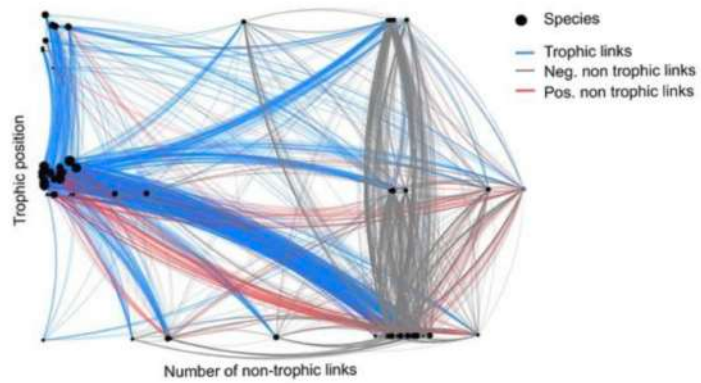 Species
Trophic links
Neg. non trophic links
Pos. non trophic links
Trophic position
Number of non-trophic links